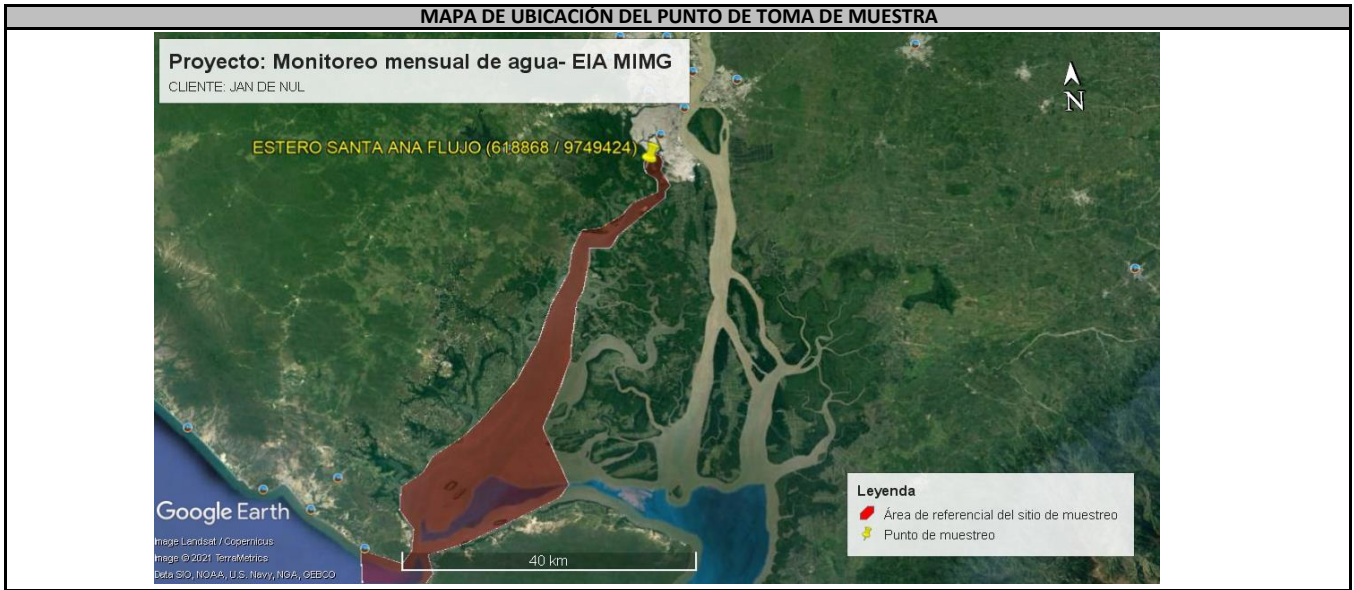 MAPA DE UBICACIÓN DEL PUNTO DE TOMA DE MUESTRA
Proyecto: Monitoreo mensual de agua- EIA MIMG
CLIENTE: JAN DE NUL
N
ESTERO SANTA ANA FLUJO (618868 / 9749424)
Leyenda
Área de referencial del sitio de muestreo
Punto de muestreo
Google Earth
Image Landsat / Copernicus
Image © 2021 TerraMetrics
Data SIO, NOAA, U.S. Navy, NGA, GEBCO
40 km